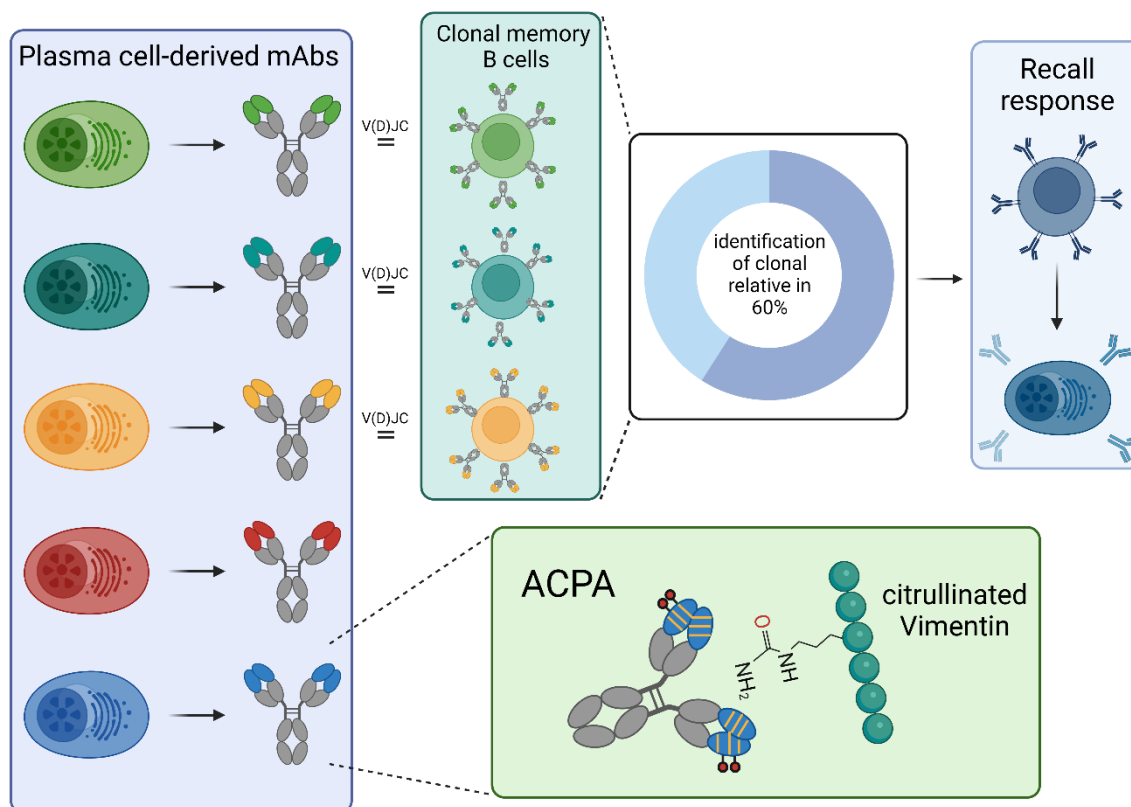 Plasma cell-derived mAbs
V(D)JC
=
V(D)JC
=
V(D)JC
=
Clonal memory
B cells
identification
of clonal
relative in
60%
Recall
response
ACPA
O
NH
NH₂
citrullinated
Vimentin